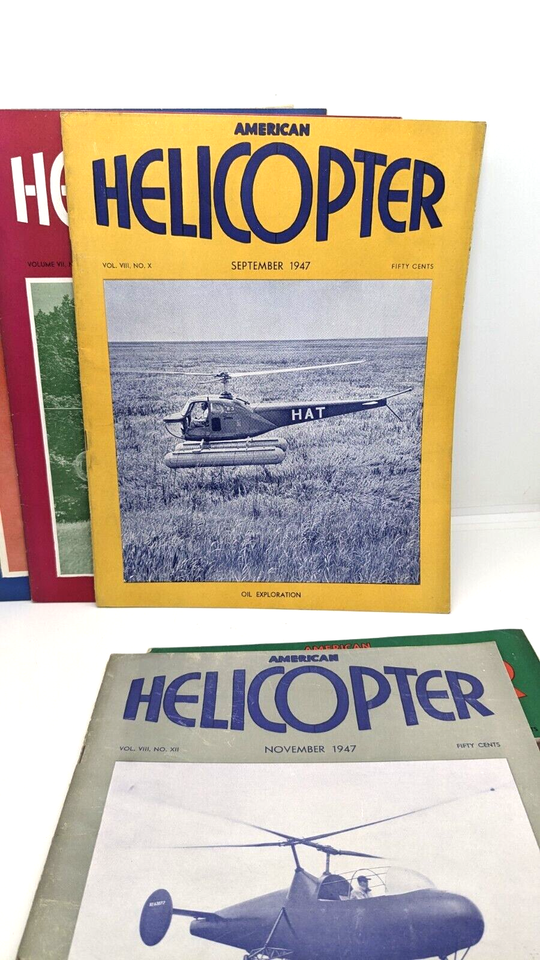 HE
VOLUME VII,
AMERICAN
HELICOPTER
VOL. VIII, NO. X
SEPTEMBER 1947
FIFTY CENTS
HAT
OIL EXPLORATION
AMERICAN
R
AMERICAN
HELICOPTER
VOL. VIII, NO. XII
NOVEMBER 1947
FIFTY CENTS